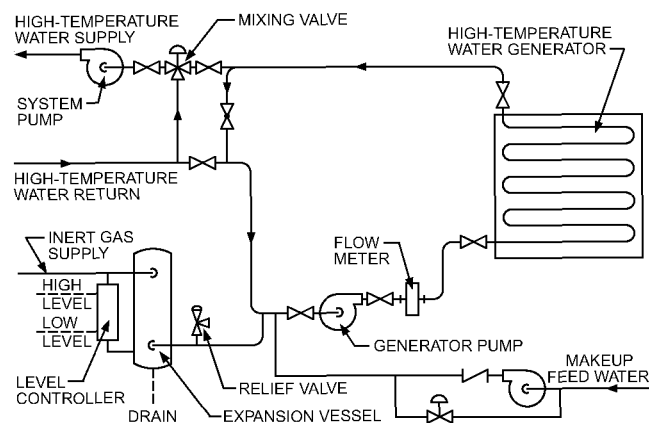 HIGH-TEMPERATURE
WATER SUPPLY
MIXING VALVE
HIGH-TEMPERATURE
WATER GENERATOR
SYSTEM
PUMP
HIGH-TEMPERATURE
WATER RETURN
INERT GAS
SUPPLY
FLOW
METER
HIGH
LEVEL
LOW
LEVEL
GENERATOR PUMP
MAKEUP
FEED WATER
LEVEL
CONTROLLER
RELIEF VALVE
DRAIN
EXPANSION VESSEL